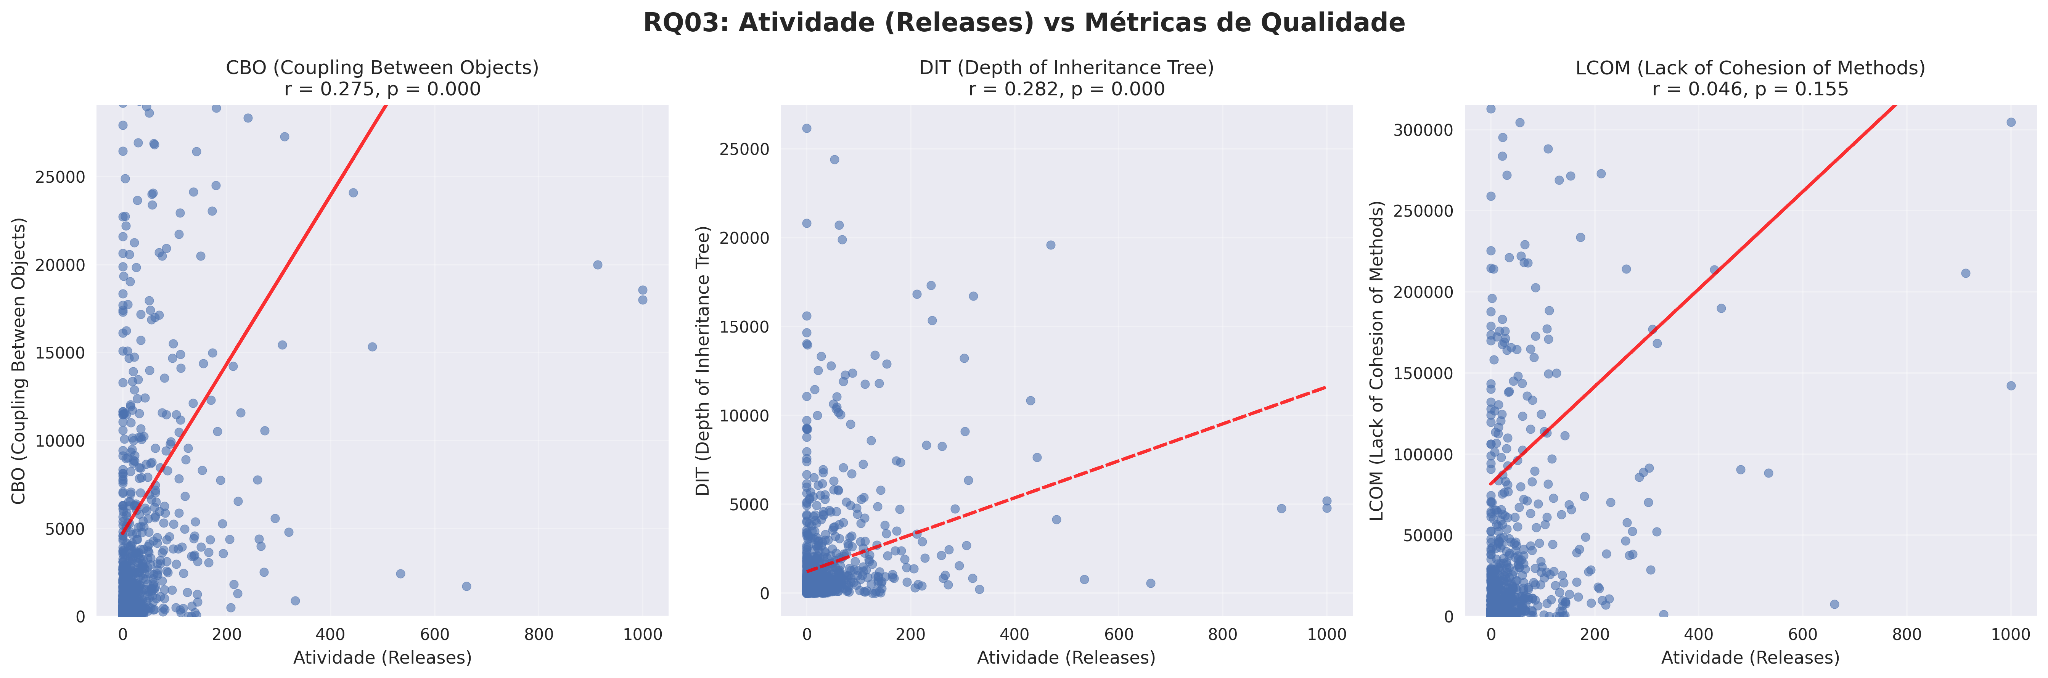 RQ03: Atividade (Releases) vs Métricas de Qualidade
CBO (Coupling Between Objects)
r = 0.275, p = 0.000
CBO (Coupling Between Objects)
25000
20000
15000
10000
5000
0
0 200 400 600 800 1000
Atividade (Releases)
DIT (Depth of Inheritance Tree)
r = 0.282, p = 0.000
DIT (Depth of Inheritance Tree)
25000
20000
15000
10000
5000
0
0 200 400 600 800 1000
Atividade (Releases)
LCOM (Lack of Cohesion of Methods)
r = 0.046, p = 0.155
LCOM (Lack of Cohesion of Methods)
300000
250000
200000
150000
100000
50000
0
0 200 400 600 800 1000
Atividade (Releases)